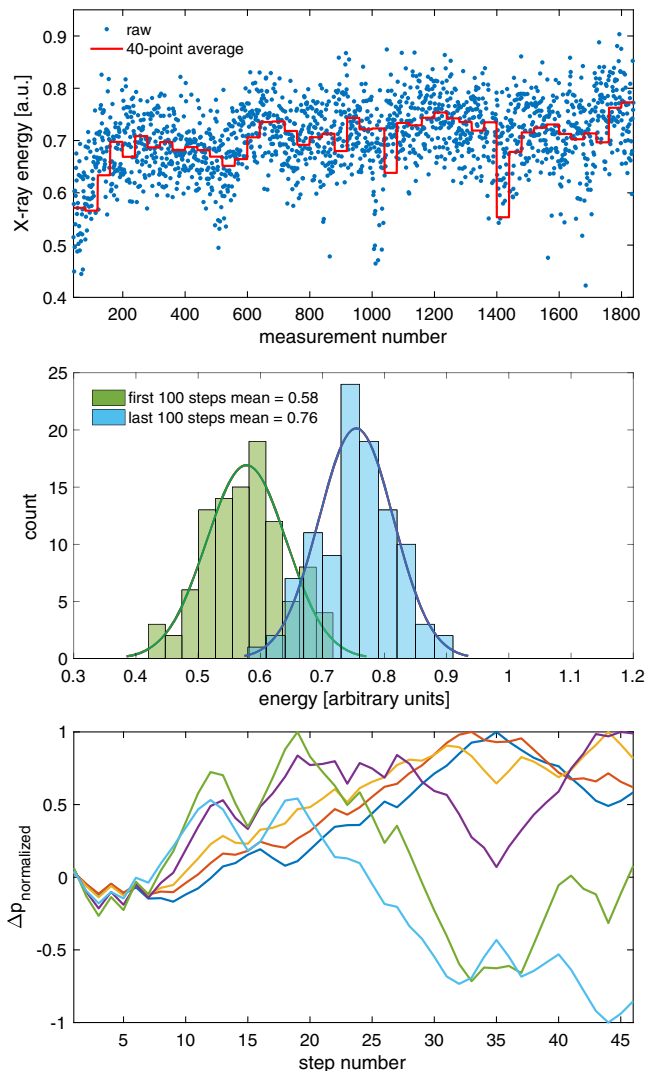 0.9
0.8
0.7
0.6
0.5
0.4
X-ray energy [a.u.]
raw
40-point average
200 400 600 800 1000 1200 1400 1600 1800
measurement number
25
20
15
10
5
0
count
first 100 steps mean = 0.58
last 100 steps mean = 0.76
0.3 0.4 0.5 0.6 0.7 0.8 0.9 1 1.1 1.2
energy [arbitrary units]
1
0.5
0
-0.5
-1
Δp normalized
5 10 15 20 25 30 35 40 45
step number